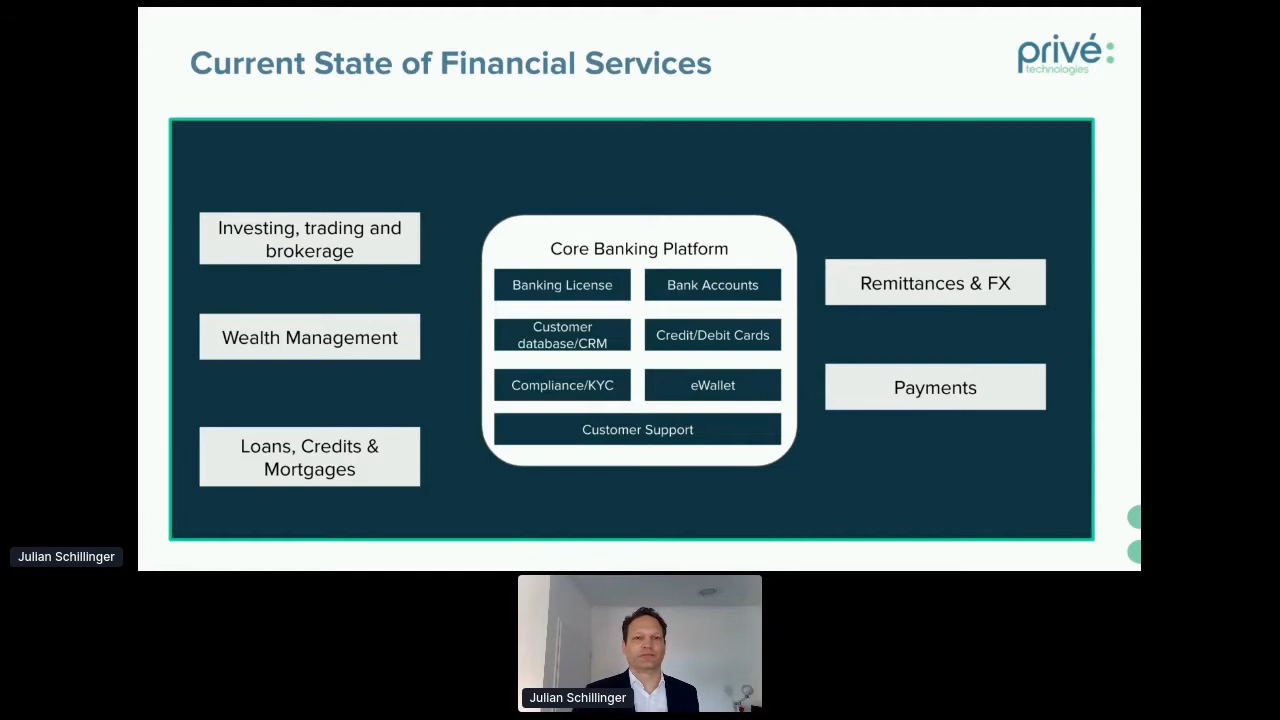 Current State of Financial Services
privé:
technologies
Investing, trading and
brokerage
Wealth Management
Loans, Credits &
Mortgages
Core Banking Platform
Banking License
Bank Accounts
Customer
database/CRM
Credit/Debit Cards
Compliance/KYC
eWallet
Customer Support
Remittances & FX
Payments
Julian Schillinger
Julian Schillinger